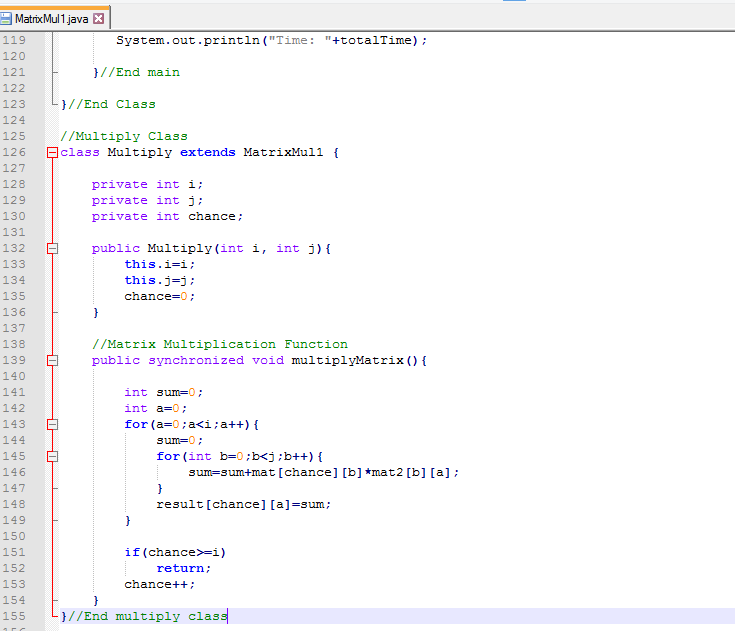 MatrixMul1.java
119 System.out.println("Time: "+totalTime);
120
121 }//End main
122
123 }//End Class
124
125 //Multiply Class
126 class Multiply extends MatrixMul1 {
127
128 private int i;
129 private int j;
130 private int chance;
131
132 public Multiply(int i, int j){
133 this.i=i;
134 this.j=j;
135 chance=0;
136 }
137
138 //Matrix Multiplication Function
139 public synchronized void multiplyMatrix(){
140
141 int sum=0;
142 int a=0;
143 for(a=0;a<i;a++){
144 sum=0;
145 for(int b=0;b<j;b++){
146 sum=sum+mat[chance][b]*mat2[b][a];
147 }
148 result[chance][a]=sum;
149 }
150
151 if(chance>=i)
152 return;
153 chance++;
154 }
155 }//End multiply class